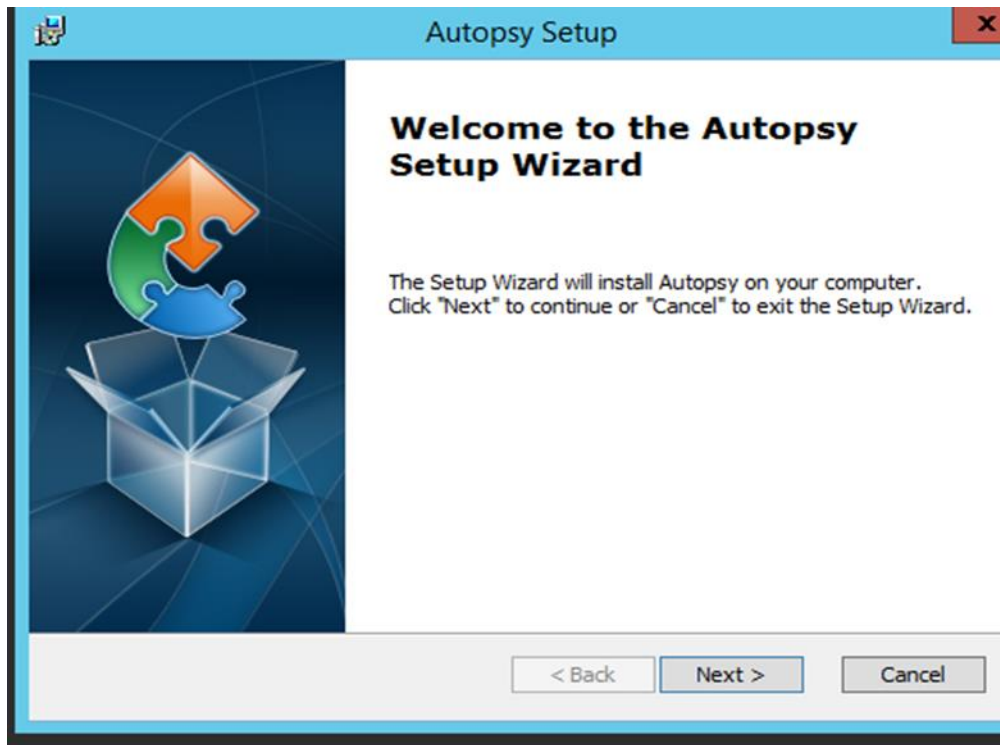 Autopsy Setup
x
Welcome to the Autopsy
Setup Wizard
The Setup Wizard will install Autopsy on your computer.
Click "Next" to continue or "Cancel" to exit the Setup Wizard.
< Back Next > Cancel